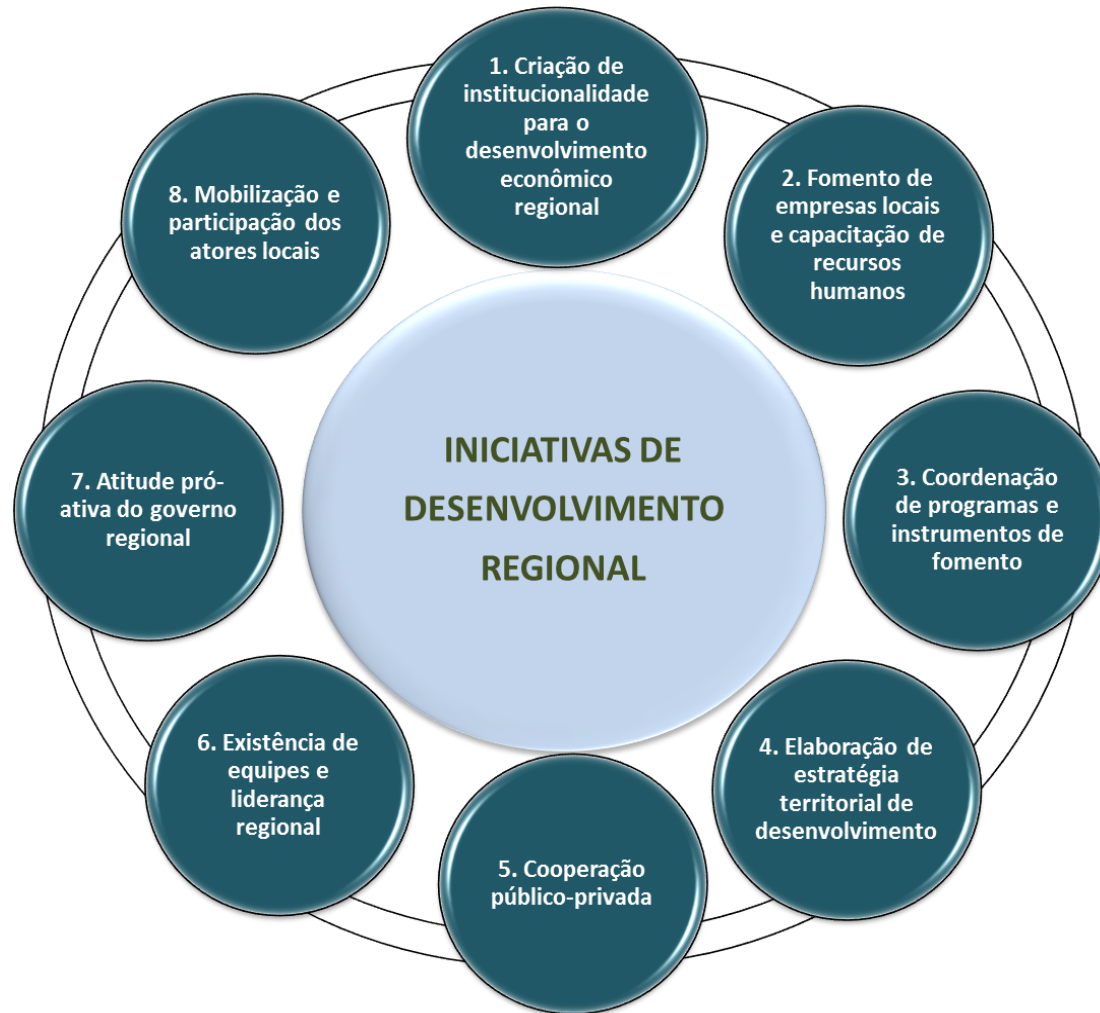 1. Criação de
institucionalidade
para o
desenvolvimento
econômico
regional
2. Fomento de
empresas locais
e capacitação de
recursos
humanos
3. Coordenação
de programas e
instrumentos de
fomento
4. Elaboração de
estratégia
territorial de
desenvolvimento
5. Cooperação
público-privada
6. Existência de
equipes e
liderança
regional
7. Atitude pró-
ativa do governo
regional
8. Mobilização e
participação dos
atores locais
INICIATIVAS DE
DESENVOLVIMENTO
REGIONAL